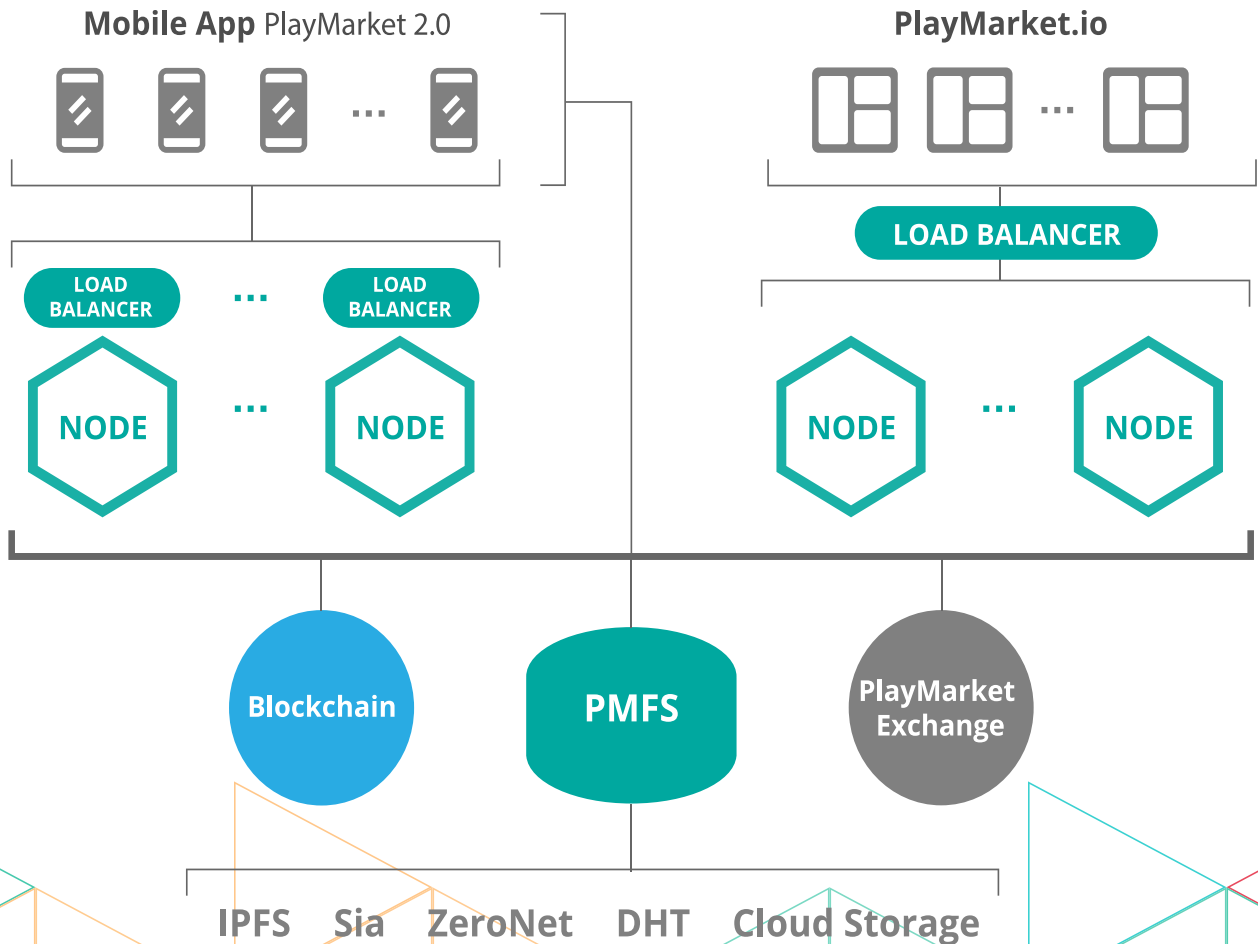 Mobile App PlayMarket 2.0
PlayMarket.io
...
...
LOAD BALANCER
LOAD
BALANCER
...
LOAD
BALANCER
NODE
...
NODE
NODE
...
NODE
Blockchain
PMFS
PlayMarket
Exchange
IPFS Sia ZeroNet DHT Cloud Storage